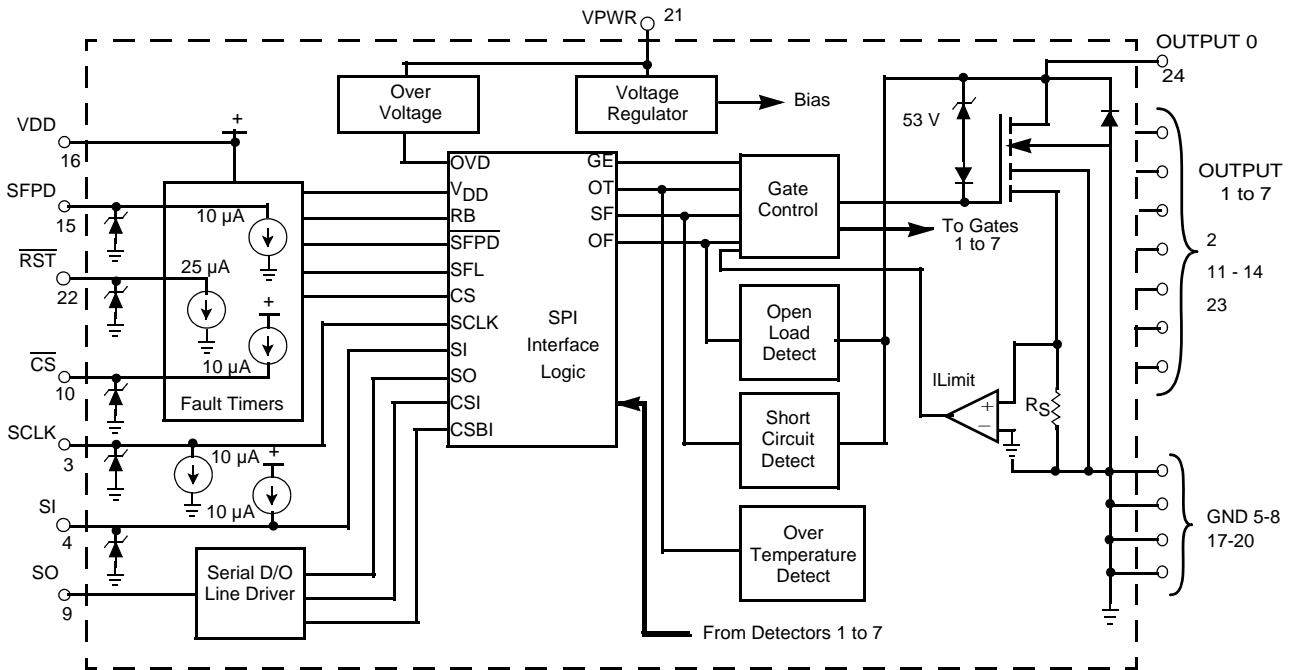 VPWR 21
OUTPUT 0
24
Over
Voltage
Voltage
Regulator
Bias
53 V
VDD
16
+
SFPD
15
10 µA
RST
22
25 µA
+
CS
10
10 µA
Fault Timers
SCLK
3
10 µA
+
SI
4
10 µA
SO
9
Serial D/O
Line Driver
OVD
VDD
RB
SFPD
SFL
CS
SCLK
SI
SO
CSI
CSBI
GE
OT
SF
OF
SPI
Interface
Logic
Gate
Control
To Gates
1 to 7
Open
Load
Detect
Short
Circuit
Detect
Over
Temperature
Detect
From Detectors 1 to 7
ILimit
+
−
RS
OUTPUT
1 to 7
2
11 - 14
23
GND 5-8
17-20